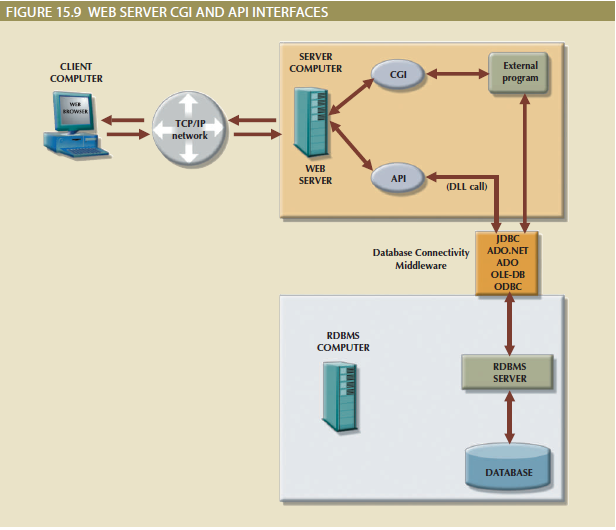 FIGURE 15.9 WEB SERVER CGI AND API INTERFACES
CLIENT
COMPUTER
WEB
BROWSER
TCP/IP
network
SERVER
COMPUTER
WEB
SERVER
CGI
External
program
API
(DLL call)
Database Connectivity
Middleware
JDBC
ADO.NET
ADO
OLE-DB
ODBC
RDBMS
COMPUTER
RDBMS
SERVER
DATABASE